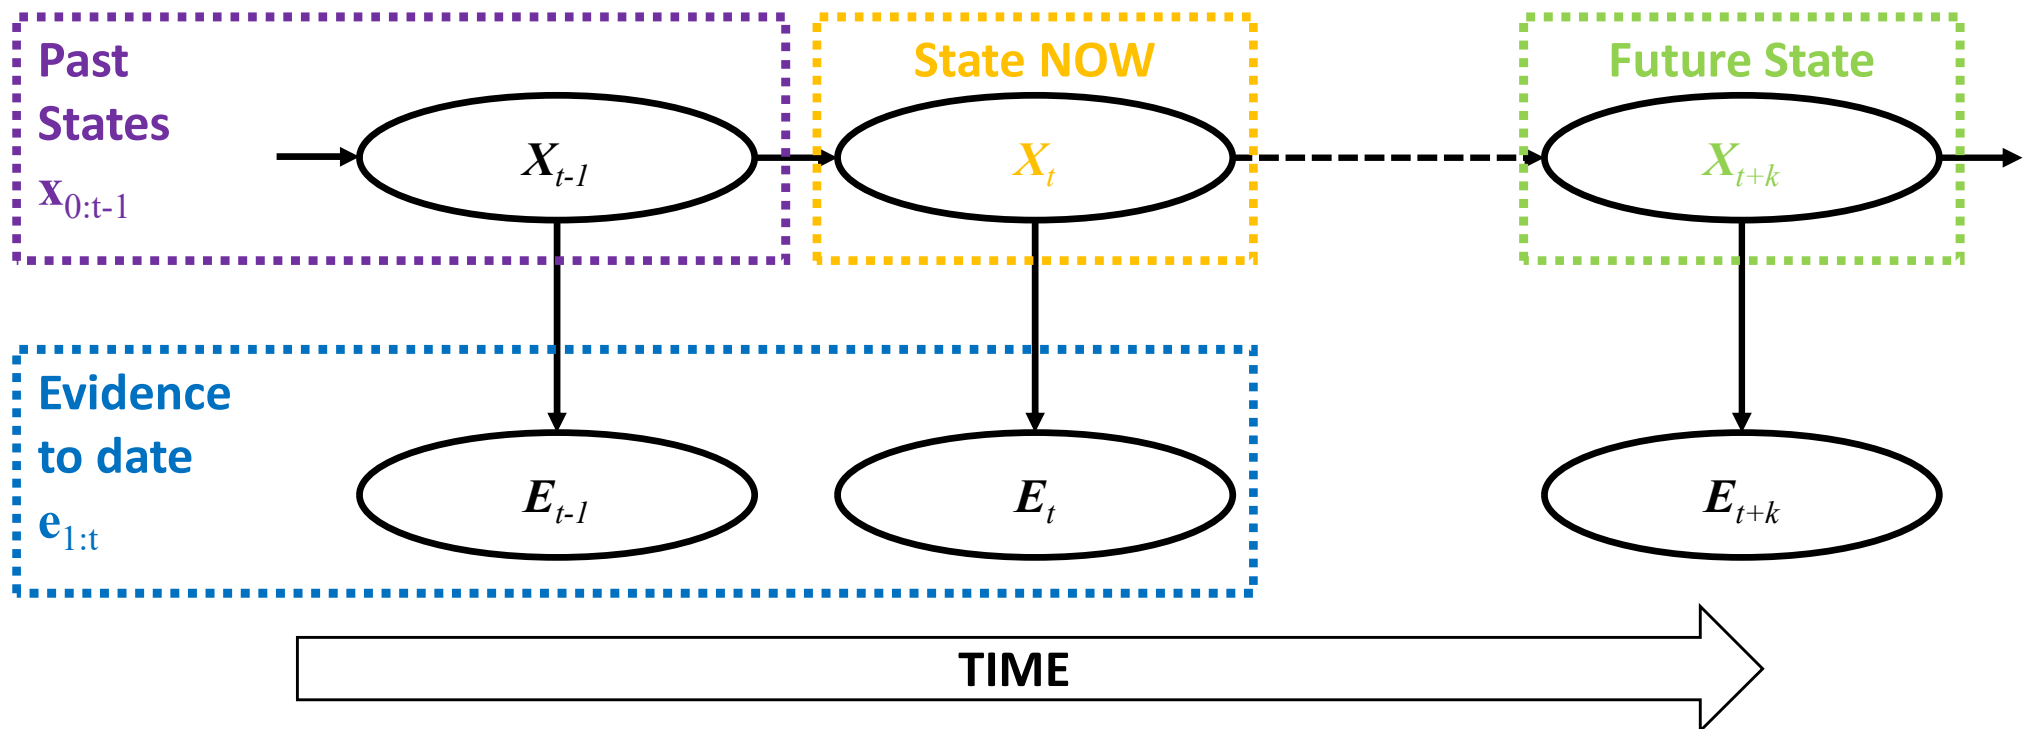 Past
States
x0:t-1
State NOW
Future State
Xt-1
Xt
Xt+k
Evidence
to date
e1:t
Et-1
Et
Et+k
TIME